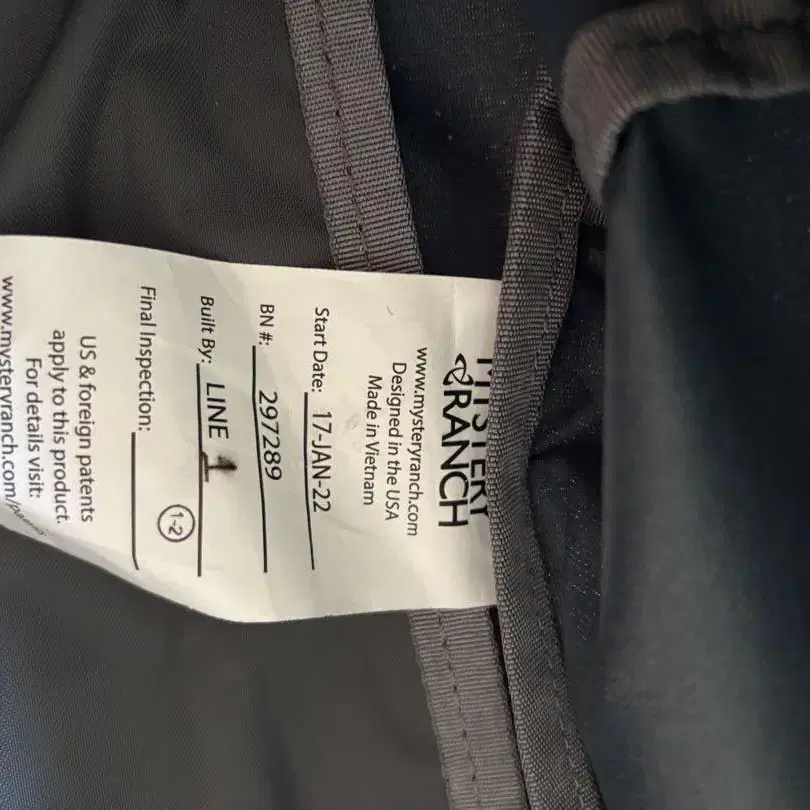 MYSTERY
RANCH
www.mysteryranch.com
Designed in the USA
Made in Vietnam
Start Date: 17-JAN-22
BN #: 297289
Built By: LINE 1
Final Inspection: 1-2
US & foreign patents
apply to this product.
For details visit:
www.mysteryranch.com/patents